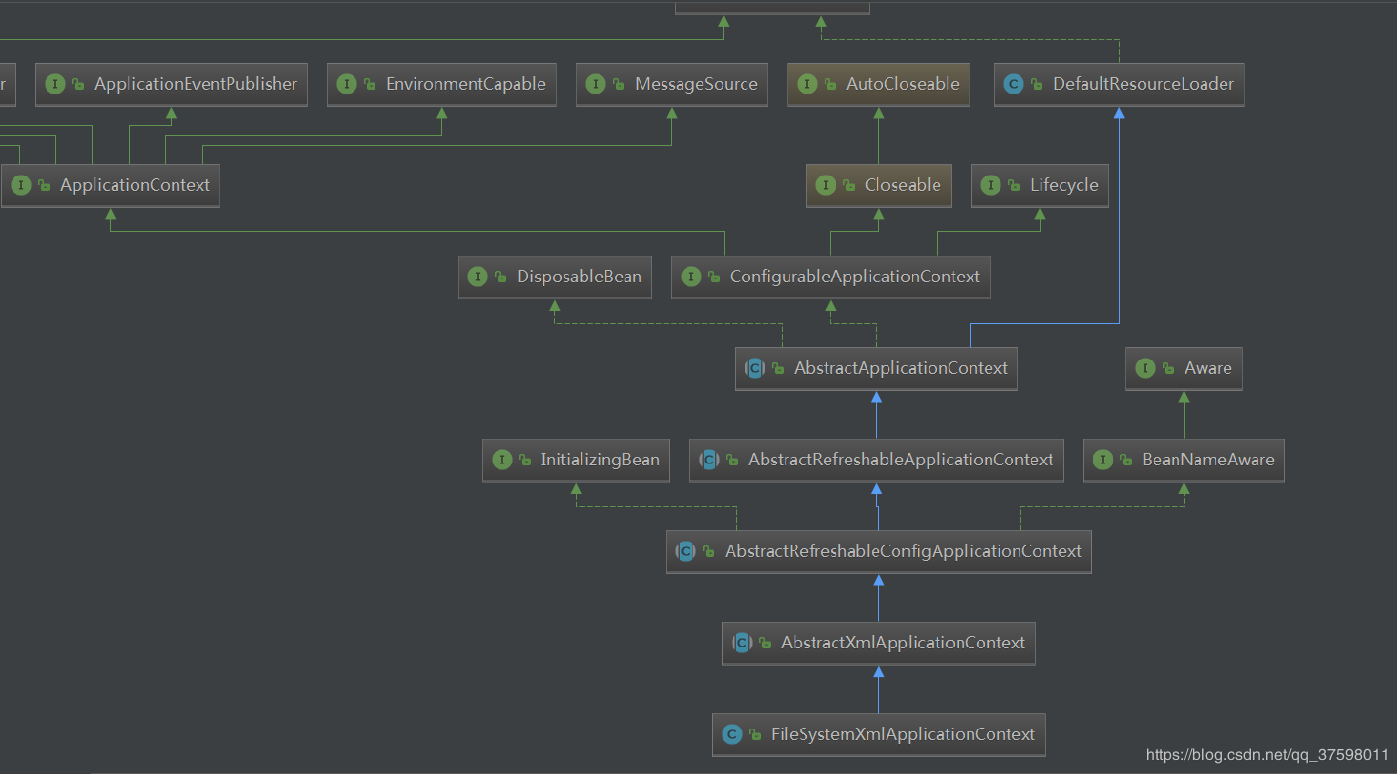 r
ApplicationEventPublisher
EnvironmentCapable
MessageSource
AutoCloseable
DefaultResourceLoader
ApplicationContext
Closeable
Lifecycle
DisposableBean
ConfigurableApplicationContext
AbstractApplicationContext
Aware
InitializingBean
AbstractRefreshableApplicationContext
BeanNameAware
AbstractRefreshableConfigApplicationContext
AbstractXmlApplicationContext
FileSystemXmlApplicationContext
https://blog.csdn.net/qq_37598011